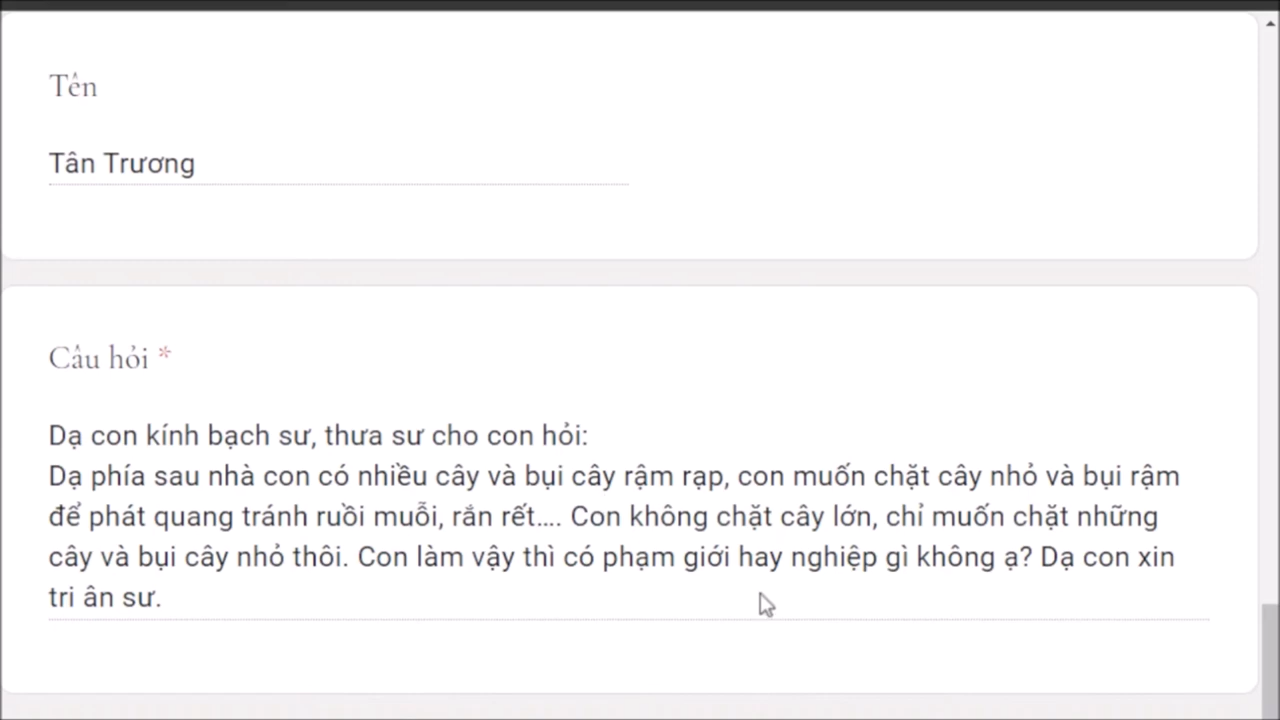 Tên
Tân Trương
Câu hỏi *
Dạ con kính bạch sư, thưa sư cho con hỏi:
Dạ phía sau nhà con có nhiều cây và bụi cây rậm rạp, con muốn chặt cây nhỏ và bụi rậm
để phát quang tránh ruồi muỗi, rắn rết.... Con không chặt cây lớn, chỉ muốn chặt những
cây và bụi cây nhỏ thôi. Con làm vậy thì có phạm giới hay nghiệp gì không ạ? Dạ con xin
tri ân sư.